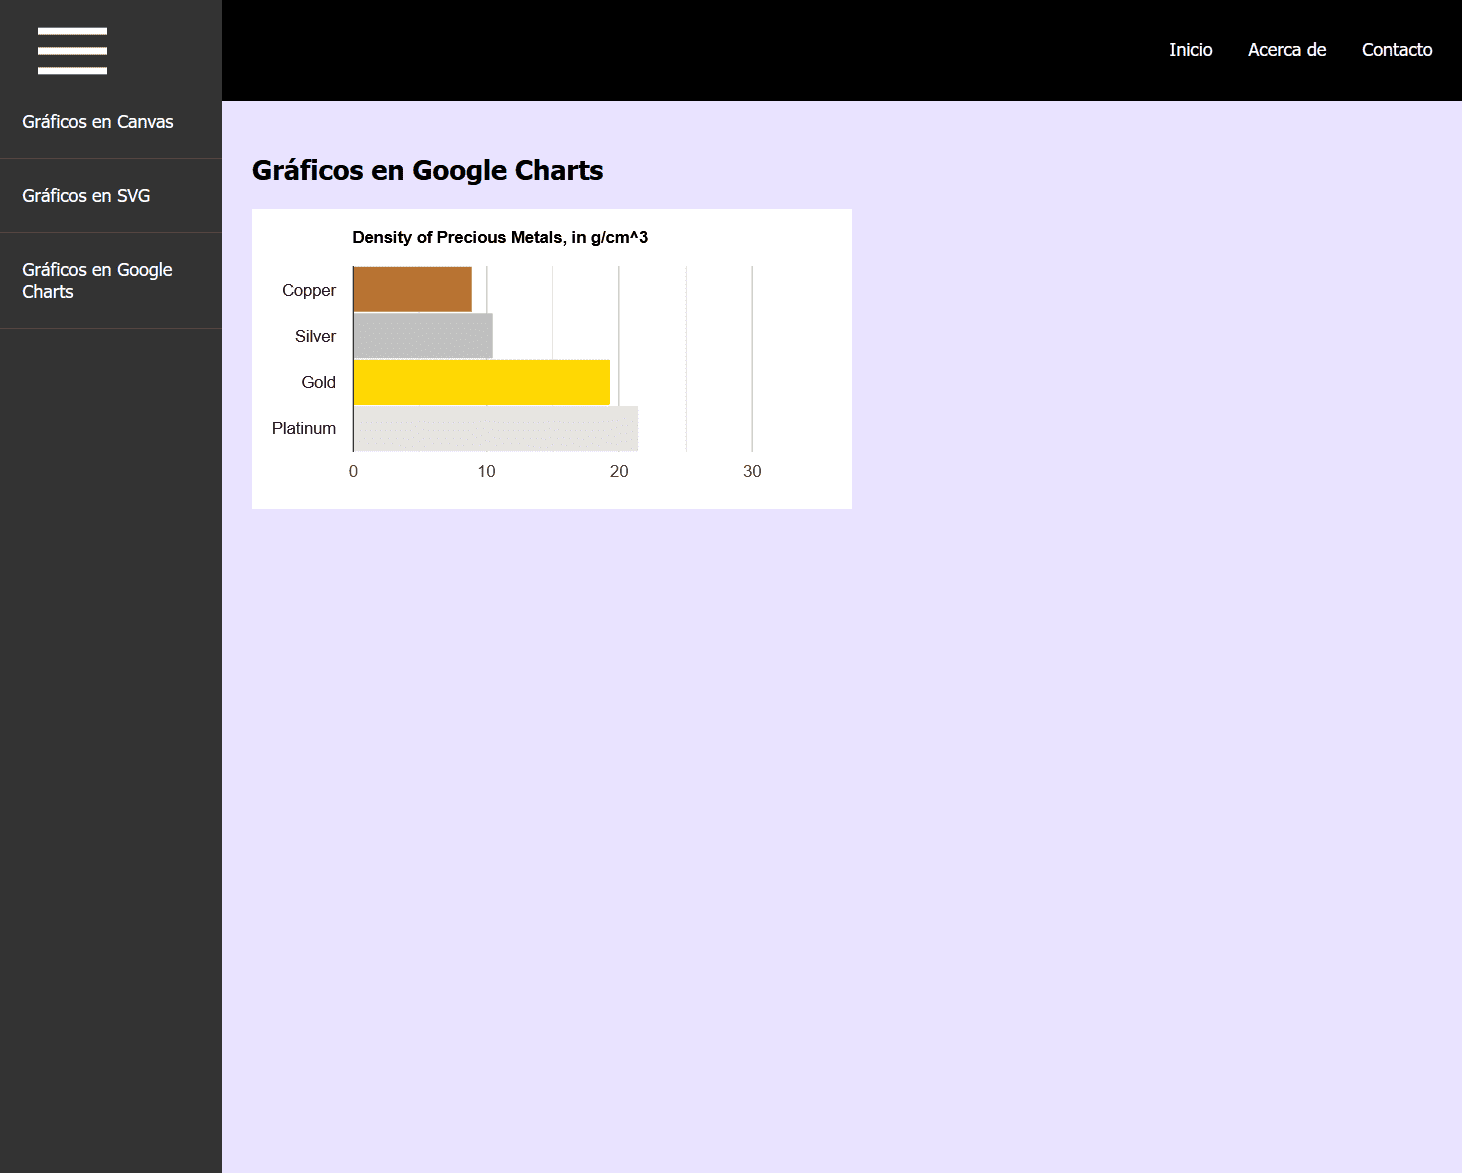 Inicio Acerca de Contacto
Gráficos en Canvas
Gráficos en SVG
Gráficos en Google
Charts
Gráficos en Google Charts
Density of Precious Metals, in g/cm^3
Copper
Silver
Gold
Platinum
0 10 20 30